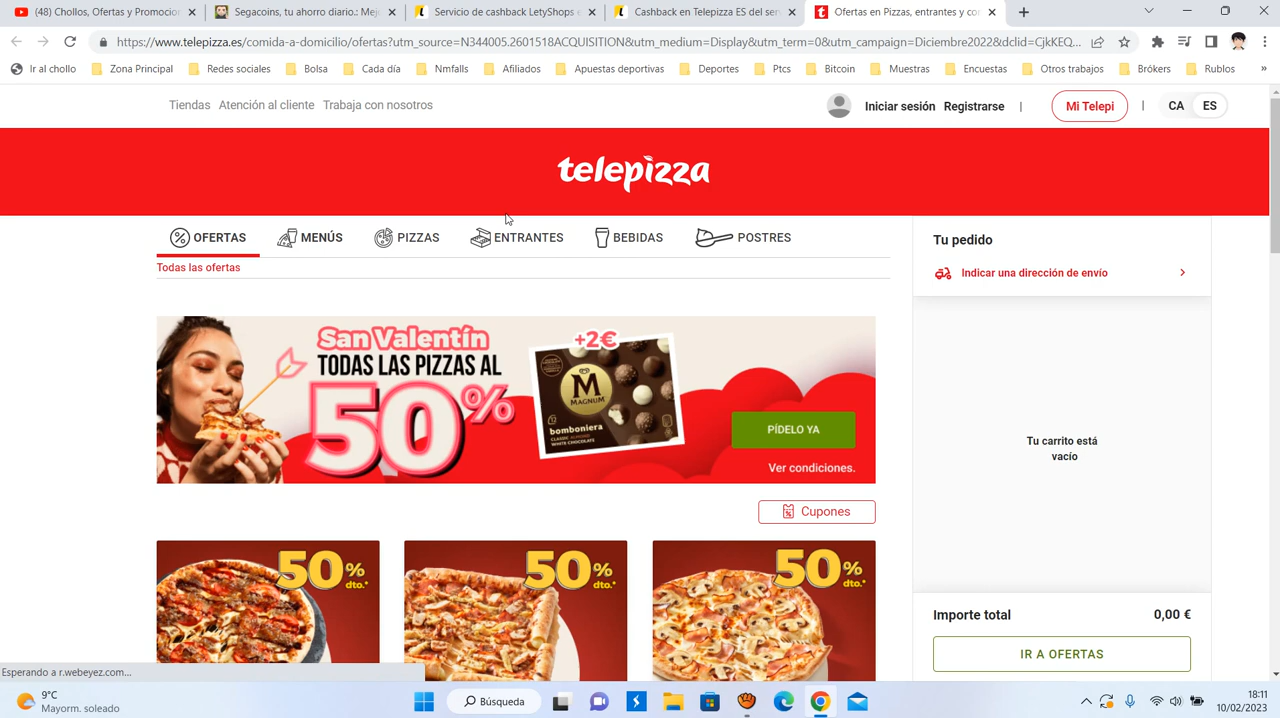 (48) Chollos, Ofertas y Promocion
Segacoins, tu ahorro diario.: Mej
Servicio de cashback LetyShops e
Cashback en Telepizza ES del ser
Ofertas en Pizzas, entrantes y co
https://www.telepizza.es/comida-a-domicilio/ofertas?utm_source=N344005.2601518ACQUISITION&utm_medium=Display&utm_term=0&utm_campaign=Diciembre2022&dclid=CjkKEQ...
Ir al chollo
Zona Principal
Redes sociales
Bolsa
Cada día
Nmfalls
Afiliados
Apuestas deportivas
Deportes
Ptcs
Bitcoin
Muestras
Encuestas
Otros trabajos
Brókers
Rublos
»
Tiendas
Atención al cliente
Trabaja con nosotros
Iniciar sesión
Registrarse
|
Mi Telepi
|
CA
ES
telepizza
OFERTAS
MENÚS
PIZZAS
ENTRANTES
BEBIDAS
POSTRES
Todas las ofertas
Tu pedido
Indicar una dirección de envío
San Valentín
TODAS LAS PIZZAS AL
50%
+2€
M
MAGNUM
bomboniera
PÍDELO YA
Ver condiciones.
Tu carrito está
vacío
Cupones
50%
dto.*
50%
dto.*
50%
dto.*
Importe total
0,00 €
IR A OFERTAS
Esperando a r.webeyez.com...
9°C
Mayorm. soleado
Búsqueda
18:11
10/02/2023